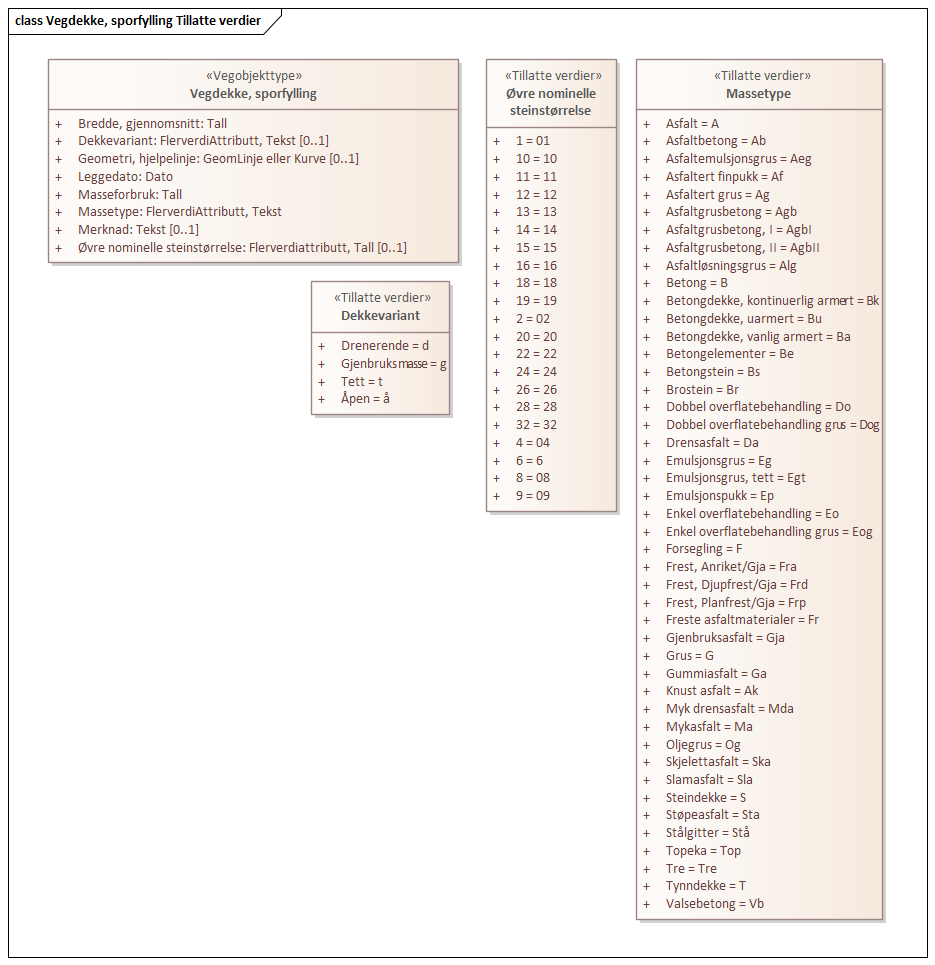 class Vegdekke, sporfylling Tillatte verdier
«Vegobjekttype»
Vegdekke, sporfylling
+ Bredde, gjennomsnitt: Tall
+ Dekkevariant: FlerverdiAttributt, Tekst [0..1]
+ Geometri, hjelpelinje: GeomLinje eller Kurve [0..1]
+ Leggedato: Dato
+ Masseforbruk: Tall
+ Massetype: FlerverdiAttributt, Tekst
+ Merknad: Tekst [0..1]
+ Øvre nominelle steinstørrelse: Flerverdiattributt, Tall [0..1]
«Tillatte verdier»
Dekkevariant
+ Drenerende = d
+ Gjenbruksmasse = g
+ Tett = t
+ Åpen = å
«Tillatte verdier»
Øvre nominelle
steinstørrelse
+ 1 = 01
+ 10 = 10
+ 11 = 11
+ 12 = 12
+ 13 = 13
+ 14 = 14
+ 15 = 15
+ 16 = 16
+ 18 = 18
+ 19 = 19
+ 2 = 02
+ 20 = 20
+ 22 = 22
+ 24 = 24
+ 26 = 26
+ 28 = 28
+ 32 = 32
+ 4 = 04
+ 6 = 6
+ 8 = 08
+ 9 = 09
«Tillatte verdier»
Massetype
+ Asfalt = A
+ Asfaltbetong = Ab
+ Asfaltemulsjonsgrus = Aeg
+ Asfaltert finpukk = Af
+ Asfaltert grus = Ag
+ Asfaltgrusbetong = Agb
+ Asfaltgrusbetong, I = AgbI
+ Asfaltgrusbetong, II = AgbII
+ Asfaltløsningsgrus = Alg
+ Betong = B
+ Betongdekke, kontinuerlig armert = Bk
+ Betongdekke, uarmert = Bu
+ Betongdekke, vanlig armert = Ba
+ Betongelementer = Be
+ Betongstein = Bs
+ Brostein = Br
+ Dobbel overflatebehandling = Do
+ Dobbel overflatebehandling grus = Dog
+ Drensasfalt = Da
+ Emulsjonsgrus = Eg
+ Emulsjonsgrus, tett = Egt
+ Emulsjonspukk = Ep
+ Enkel overflatebehandling = Eo
+ Enkel overflatebehandling grus = Eog
+ Forsegling = F
+ Frest, Anriket/Gja = Fra
+ Frest, Djupfrest/Gja = Frd
+ Frest, Planfrest/Gja = Frp
+ Freste asfaltmaterialer = Fr
+ Gjenbruksasfalt = Gja
+ Grus = G
+ Gummiasfalt = Ga
+ Knust asfalt = Ak
+ Myk drensasfalt = Mda
+ Mykasfalt = Ma
+ Oljegrus = Og
+ Skjelettasfalt = Ska
+ Slamasfalt = Sla
+ Steindekke = S
+ Støpeasfalt = Sta
+ Stålgitter = Stå
+ Topeka = Top
+ Tre = Tre
+ Tynndekke = T
+ Valsebetong = Vb